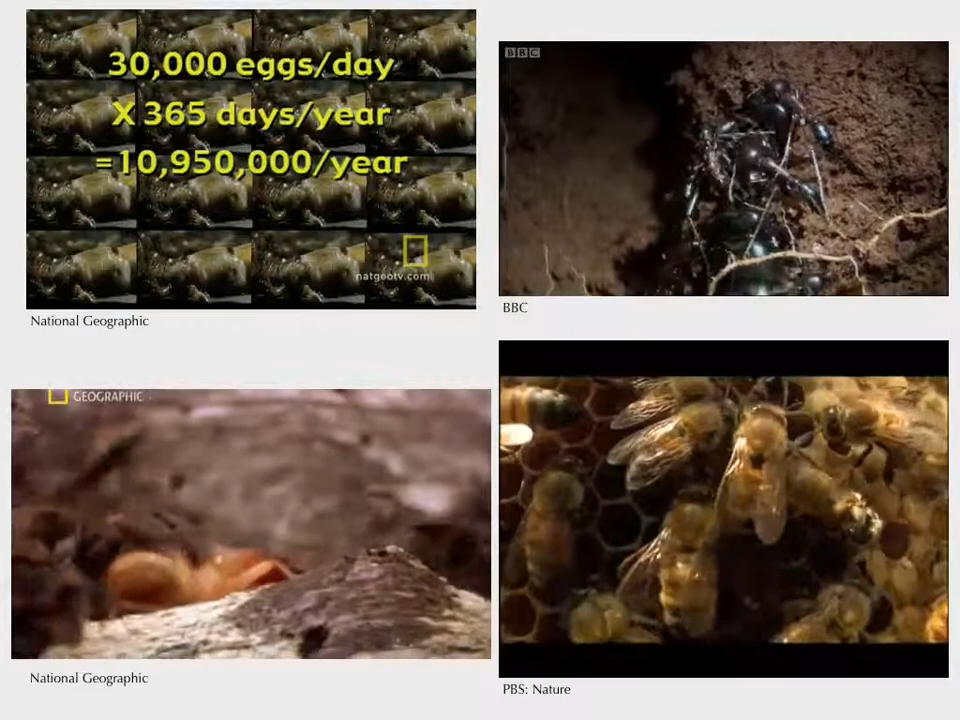 30,000 eggs/day
X 365 days/year
=10,950,000/year
natgeotv.com
National Geographic
BBC
BBC
GEOGRAPHIC
National Geographic
PBS: Nature